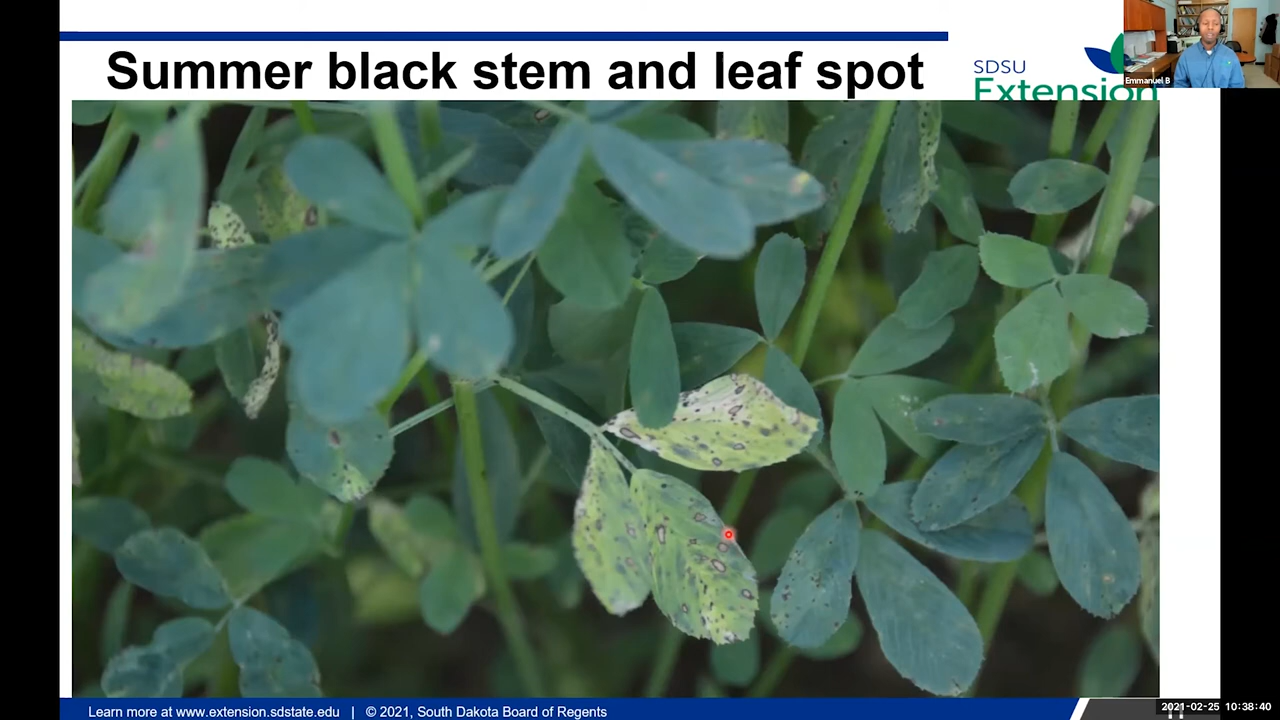 Summer black stem and leaf spot
SDSU
Extension
Emmanuel B
Learn more at www.extension.sdstate.edu | © 2021, South Dakota Board of Regents
2021-02-25 10:38:40